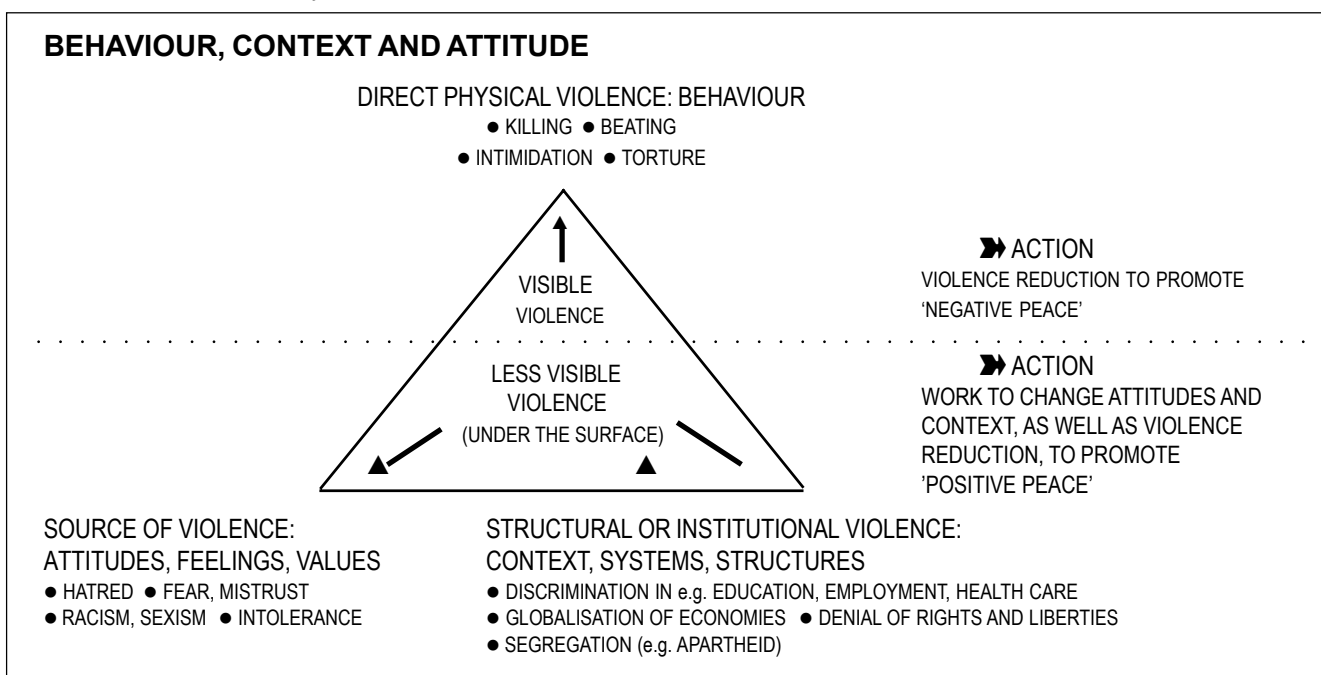 BEHAVIOUR, CONTEXT AND ATTITUDE
DIRECT PHYSICAL VIOLENCE: BEHAVIOUR
● KILLING ● BEATING
● INTIMIDATION ● TORTURE
VISIBLE
VIOLENCE
ACTION
VIOLENCE REDUCTION TO PROMOTE
‘NEGATIVE PEACE’
LESS VISIBLE
VIOLENCE
(UNDER THE SURFACE)
ACTION
WORK TO CHANGE ATTITUDES AND
CONTEXT, AS WELL AS VIOLENCE
REDUCTION, TO PROMOTE
’POSITIVE PEACE’
SOURCE OF VIOLENCE:
ATTITUDES, FEELINGS, VALUES
● HATRED ● FEAR, MISTRUST
● RACISM, SEXISM ● INTOLERANCE
STRUCTURAL OR INSTITUTIONAL VIOLENCE:
CONTEXT, SYSTEMS, STRUCTURES
● DISCRIMINATION IN e.g. EDUCATION, EMPLOYMENT, HEALTH CARE
● GLOBALISATION OF ECONOMIES ● DENIAL OF RIGHTS AND LIBERTIES
● SEGREGATION (e.g. APARTHEID)